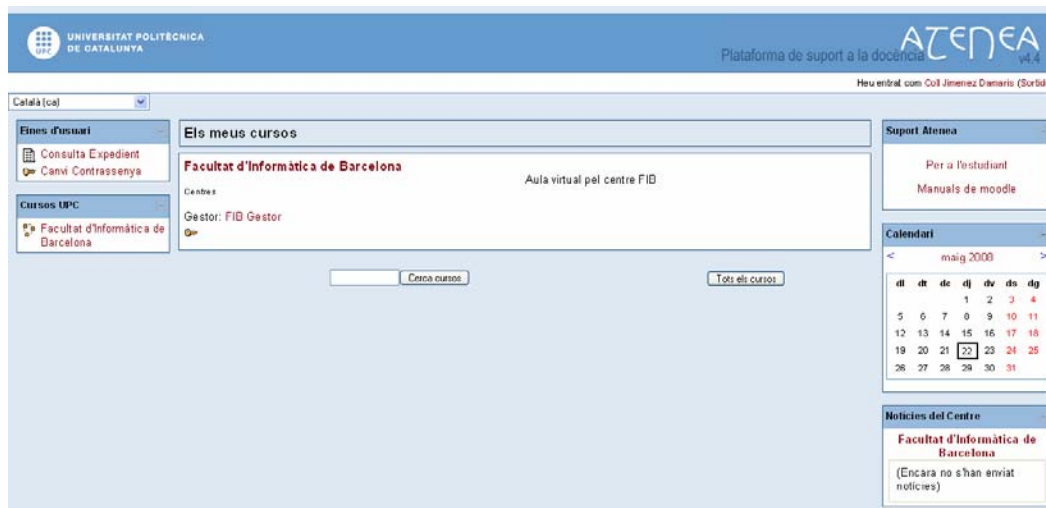 UNIVERSITAT POLITÈCNICA
DE CATALUNYA
UPC
Plataforma de suport a la docència
ATENEA
v4.4
Heu entrat com Coll Jimenez Damaris (Sortid
Català (ca)
Eines d'usuari
Consulta Expedient
Canvi Contrassenya
Cursos UPC
Facultat d'Informàtica de
Barcelona
Els meus cursos
Facultat d'Informàtica de Barcelona
Centres
Gestor: FIB Gestor
Aula virtual pel centre FIB
Cerca cursos
Tots els cursos
Suport Atenea
Per a l'estudiant
Manuals de moodle
Calendari
< maig 2008 >
dl dt dc dj dv ds dg
1 2 3 4
5 6 7 8 9 10 11
12 13 14 15 16 17 18
19 20 21 22 23 24 25
26 27 28 29 30 31
Notícies del Centre
Facultat d'Informàtica de
Barcelona
(Encara no s'han enviat
notícies)